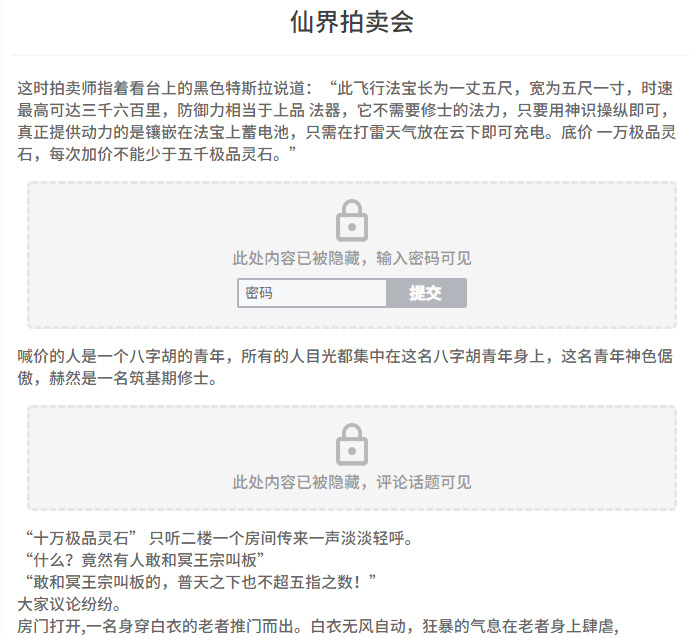 仙界拍卖会
这时拍卖师指着看台上的黑色特斯拉说道：“此飞行法宝长为一丈五尺，宽为五尺一寸，时速
最高可达三千六百里，防御力相当于上品 法器，它不需要修士的法力，只要用神识操纵即可，
真正提供动力的是镶嵌在法宝上蓄电池，只需在打雷天气放在云下即可充电。底价 一万极品灵
石，每次加价不能少于五千极品灵石。”
此处内容已被隐藏，输入密码可见
密码
提交
喊价的人是一个八字胡的青年，所有的人目光都集中在这名八字胡青年身上，这名青年神色倨
傲，赫然是一名筑基期修士。
此处内容已被隐藏，评论话题可见
“十万极品灵石” 只听二楼一个房间传来一声淡淡轻呼。
“什么？竟然有人敢和冥王宗叫板”
“敢和冥王宗叫板的，普天之下也不超五指之数！”
大家议论纷纷。
房门打开,一名身穿白衣的老者推门而出。白衣无风自动，狂暴的气息在老者身上肆虐,